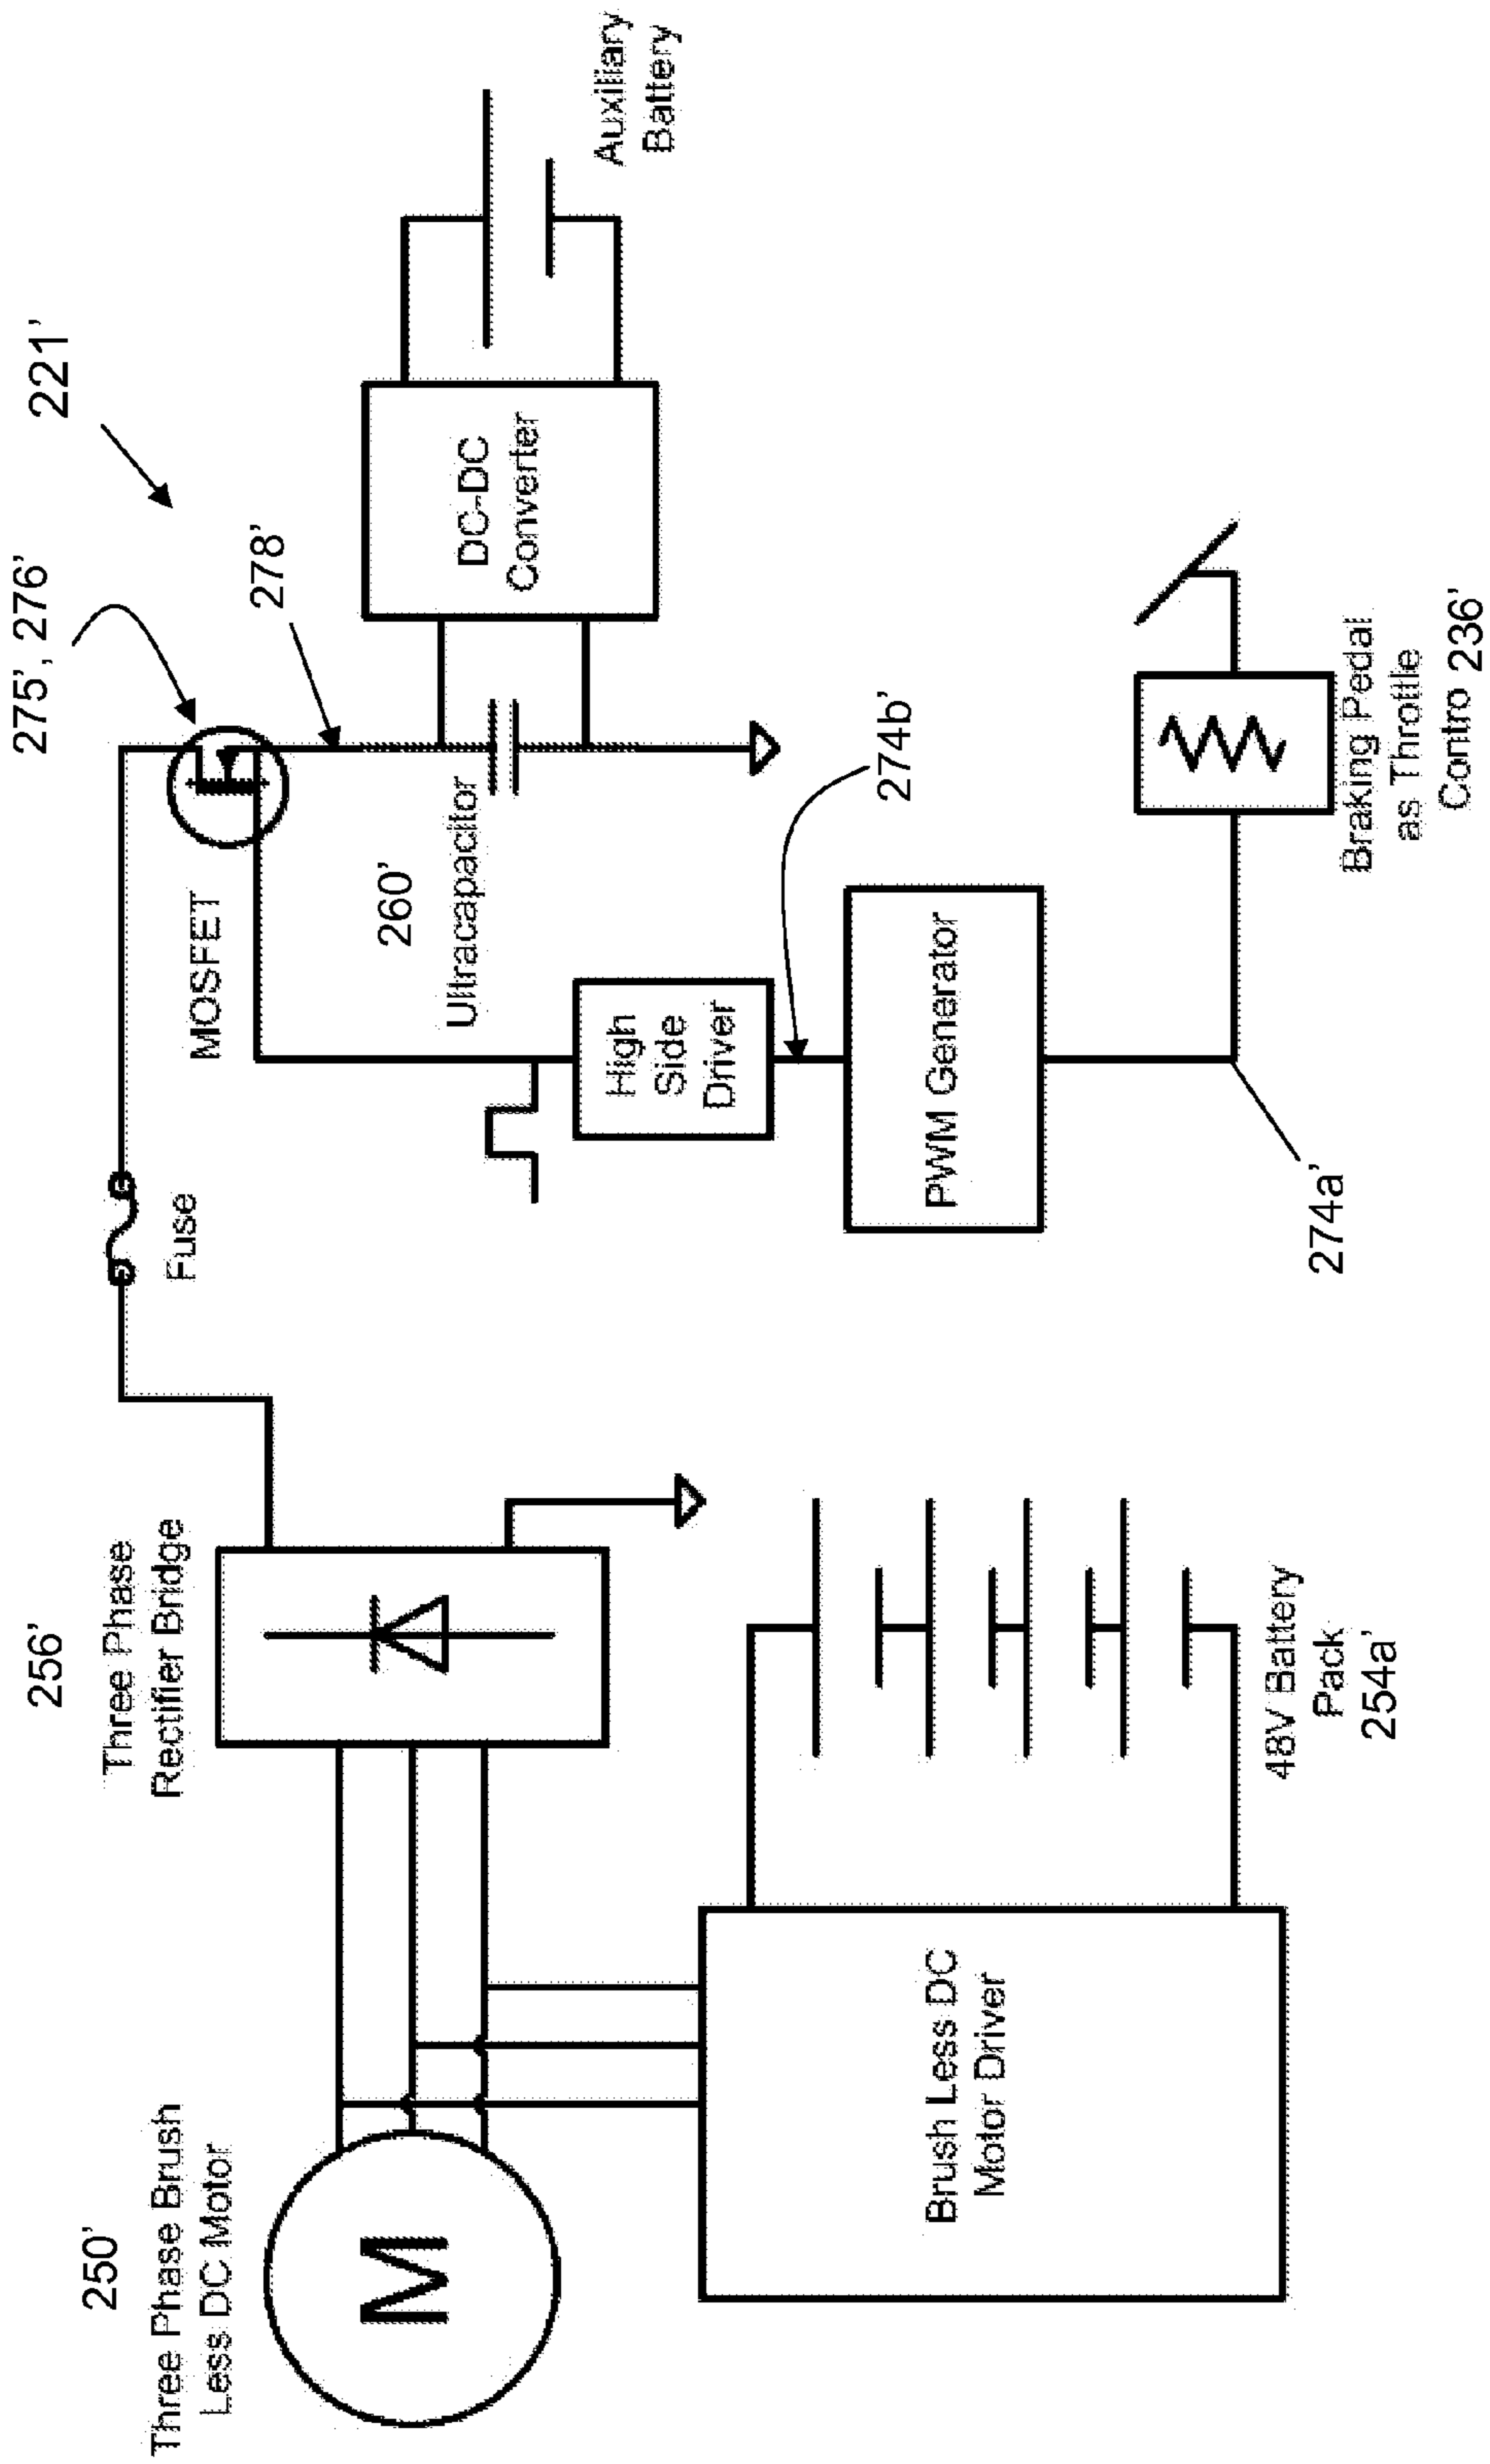 250'
Three Phase Brush
Less DC Motor
256'
Three Phase
Rectifier Bridge
Fuse
MOSFET
275', 276'
278'
221'
260'
Ultracapacitor
DC-DC
Converter
Auxiliary
Battery
M
High
Side
Driver
274b'
PWM Generator
274a'
Brush Less DC
Motor Driver
48V Battery
Pack
254a'
Braking Pedal
as Throttle
Contro 236'